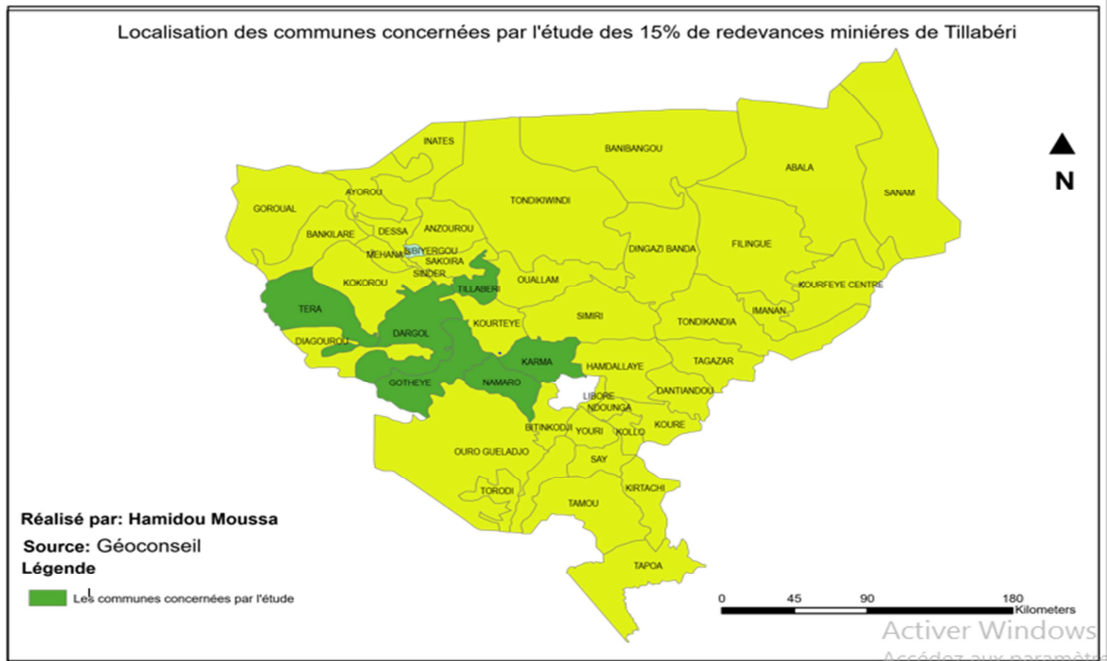 Localisation des communes concernées par l'étude des 15% de redevances miniéres de Tillabéri
INATES
BANIBANGOU
ABALA
SANAM
N
AYOROU
GOROUAL
TONDIKIWINDI
BANKILARE
DESSA
ANZOUROU
DINGAZI BANDA
FILINGUE
MEHANA
BIBIYERGOU
SAKOIRA
SINDER
KOKOROU
TILLABERI
OUALLAM
KOURFEYE CENTRE
TERA
DARGOL
KOURTEYE
SIMIRI
TONDIKANDIA
IMANAN
DIAGOUROU
KARMA
HAMDALLAYE
TAGAZAR
GOTHEYE
NAMARO
DANTIANDOU
LIBORE
NDOUNGA
BITINKODJI
YOURI
KOLLO
KOURE
OURO GUELADJO
SAY
TORODI
KIRTACHI
TAMOU
TAPOA
Réalisé par: Hamidou Moussa
Source: Géoconseil
Légende
Les communes concernées par l'étude
0 45 90 180
Kilometers
Activer Windows
Accédez aux paramètres